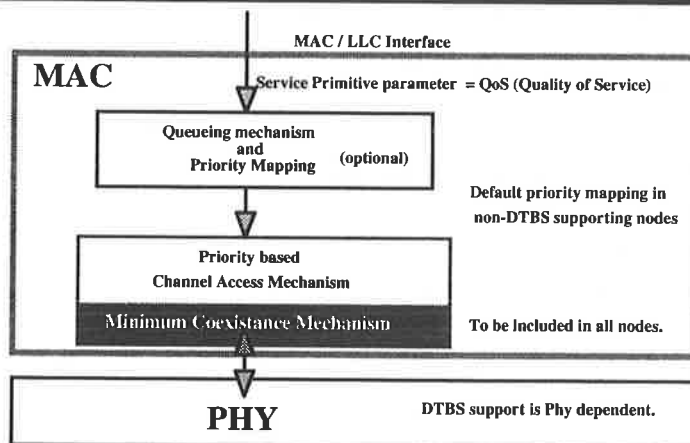 MAC / LLC Interface
MAC
Service Primitive parameter = QoS (Quality of Service)
Queueing mechanism
and
Priority Mapping (optional)
Default priority mapping in
non-DTBS supporting nodes
Priority based
Channel Access Mechanism
Minimum Coexistance Mechanism
To be included in all nodes.
PHY
DTBS support is Phy dependent.